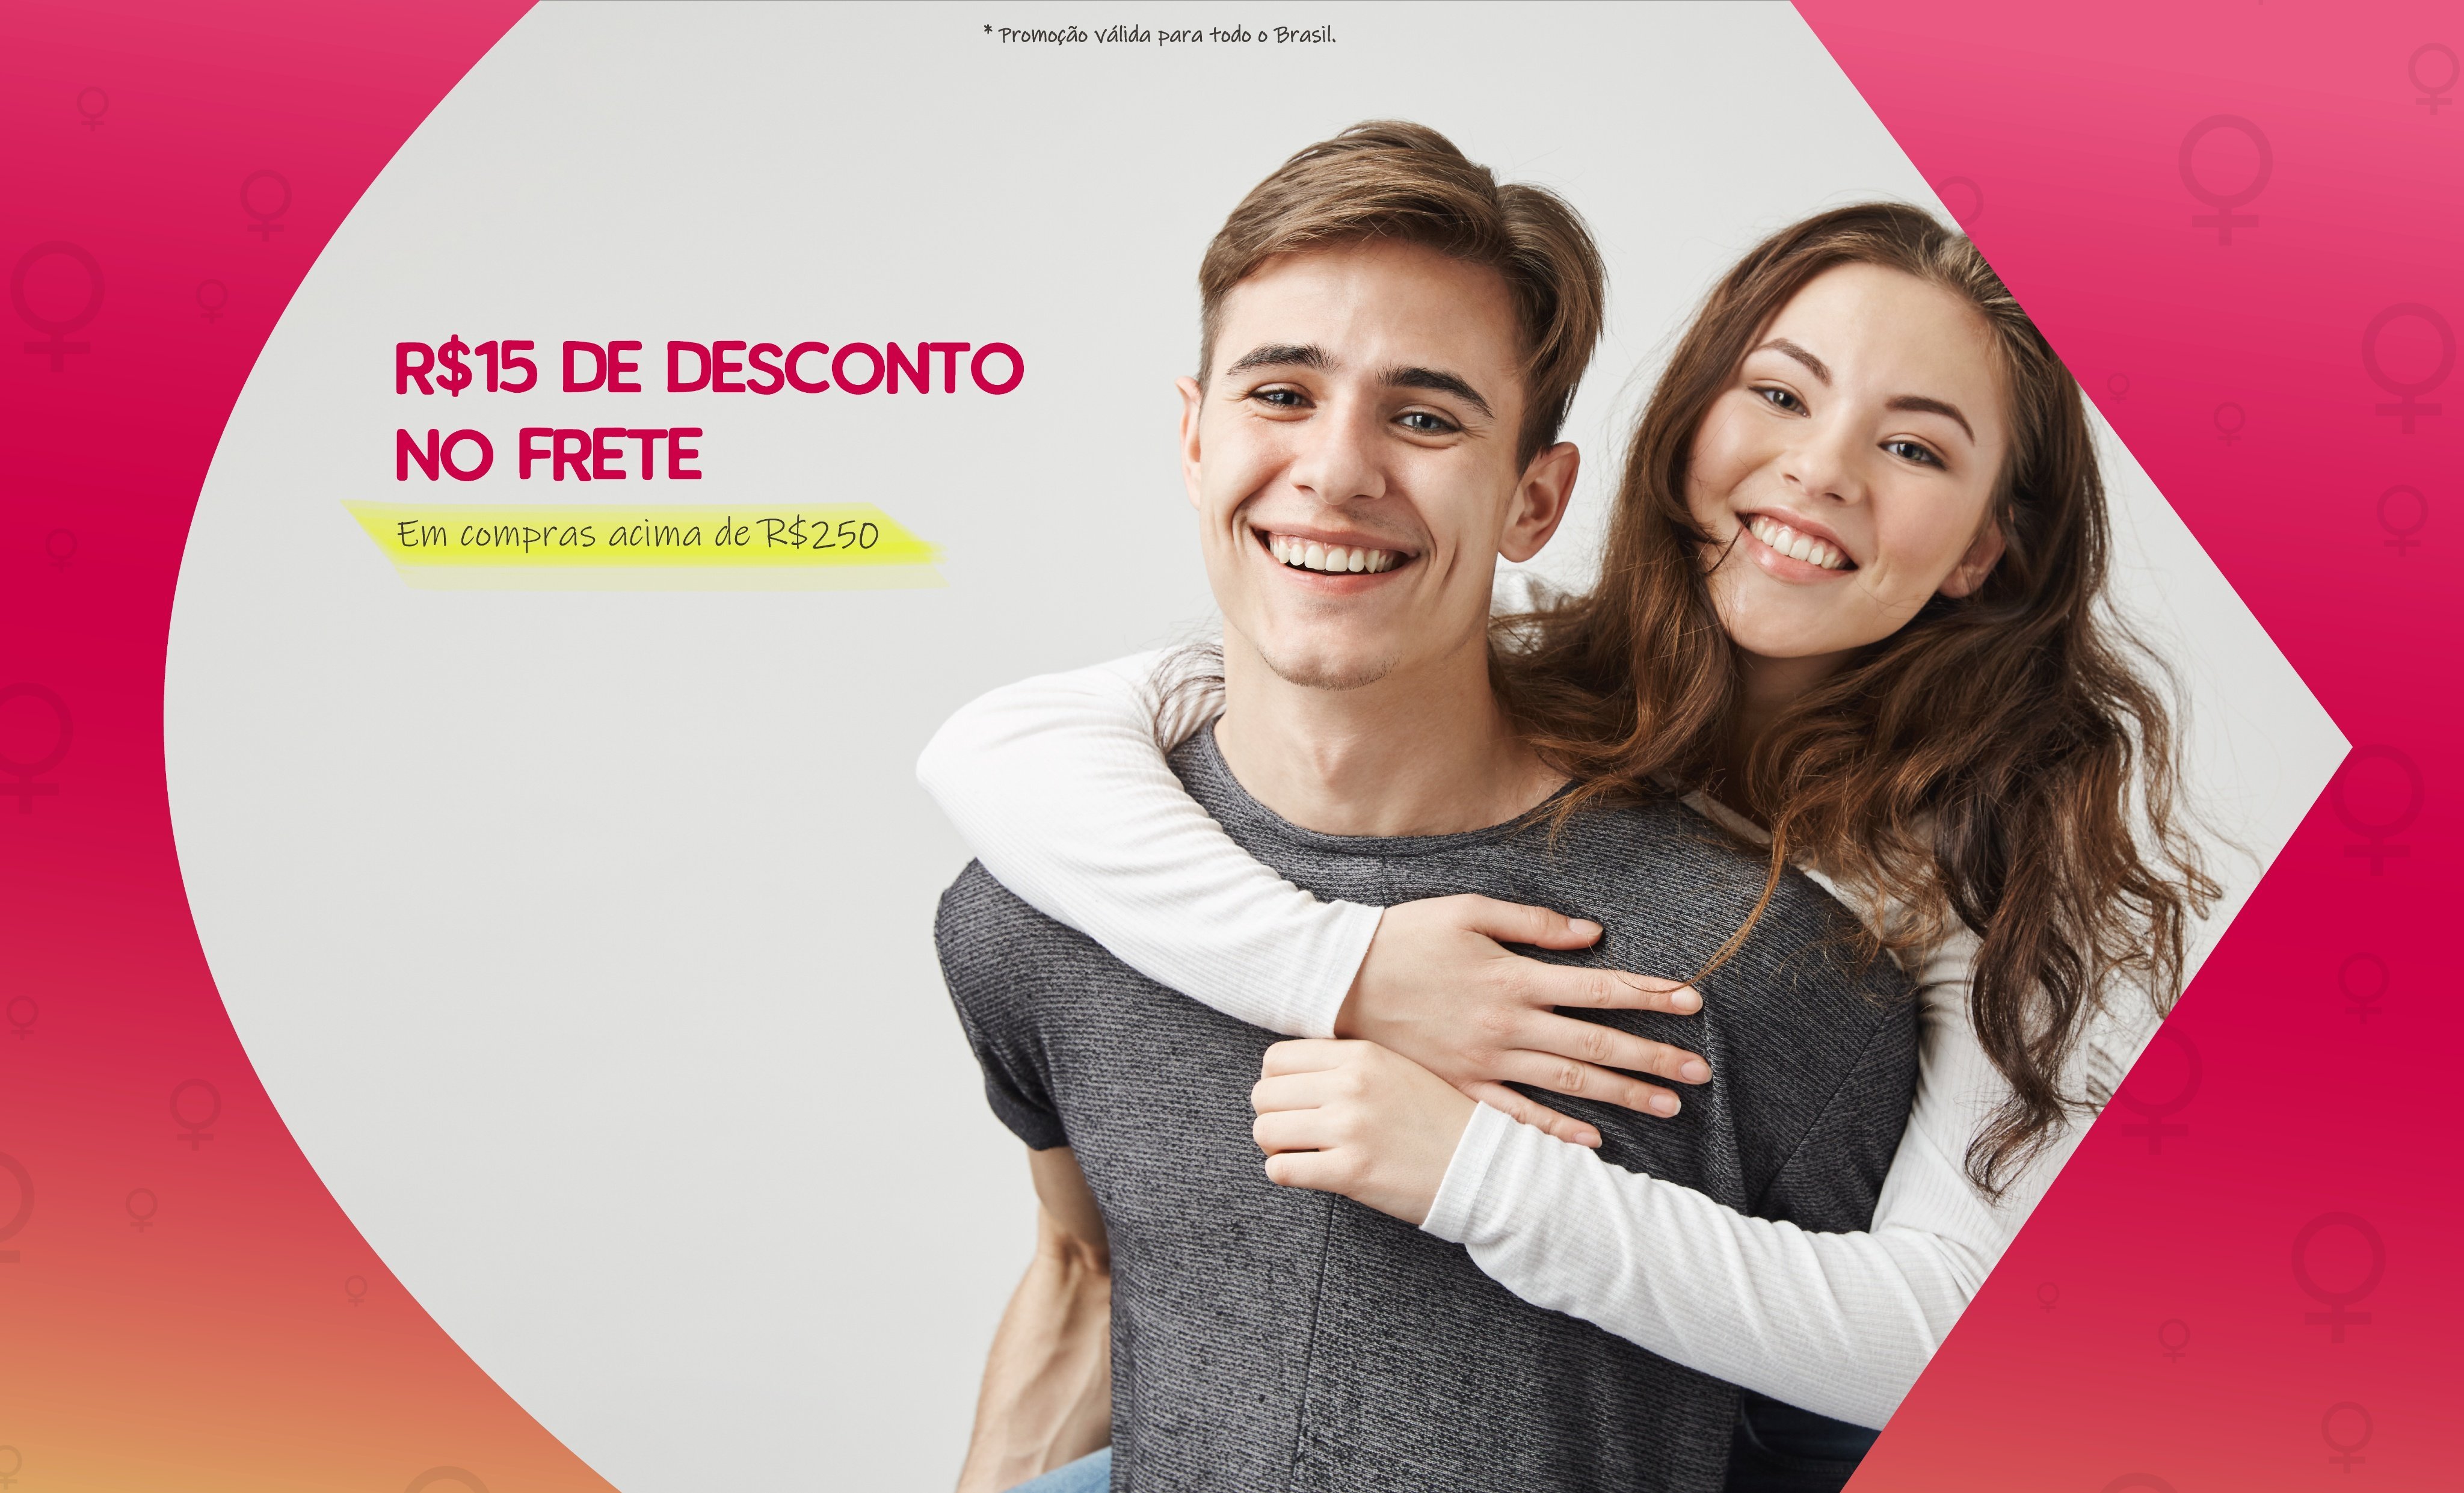 * Promoção válida para todo o Brasil.
R$15 DE DESCONTO
NO FRETE
Em compras acima de R$250